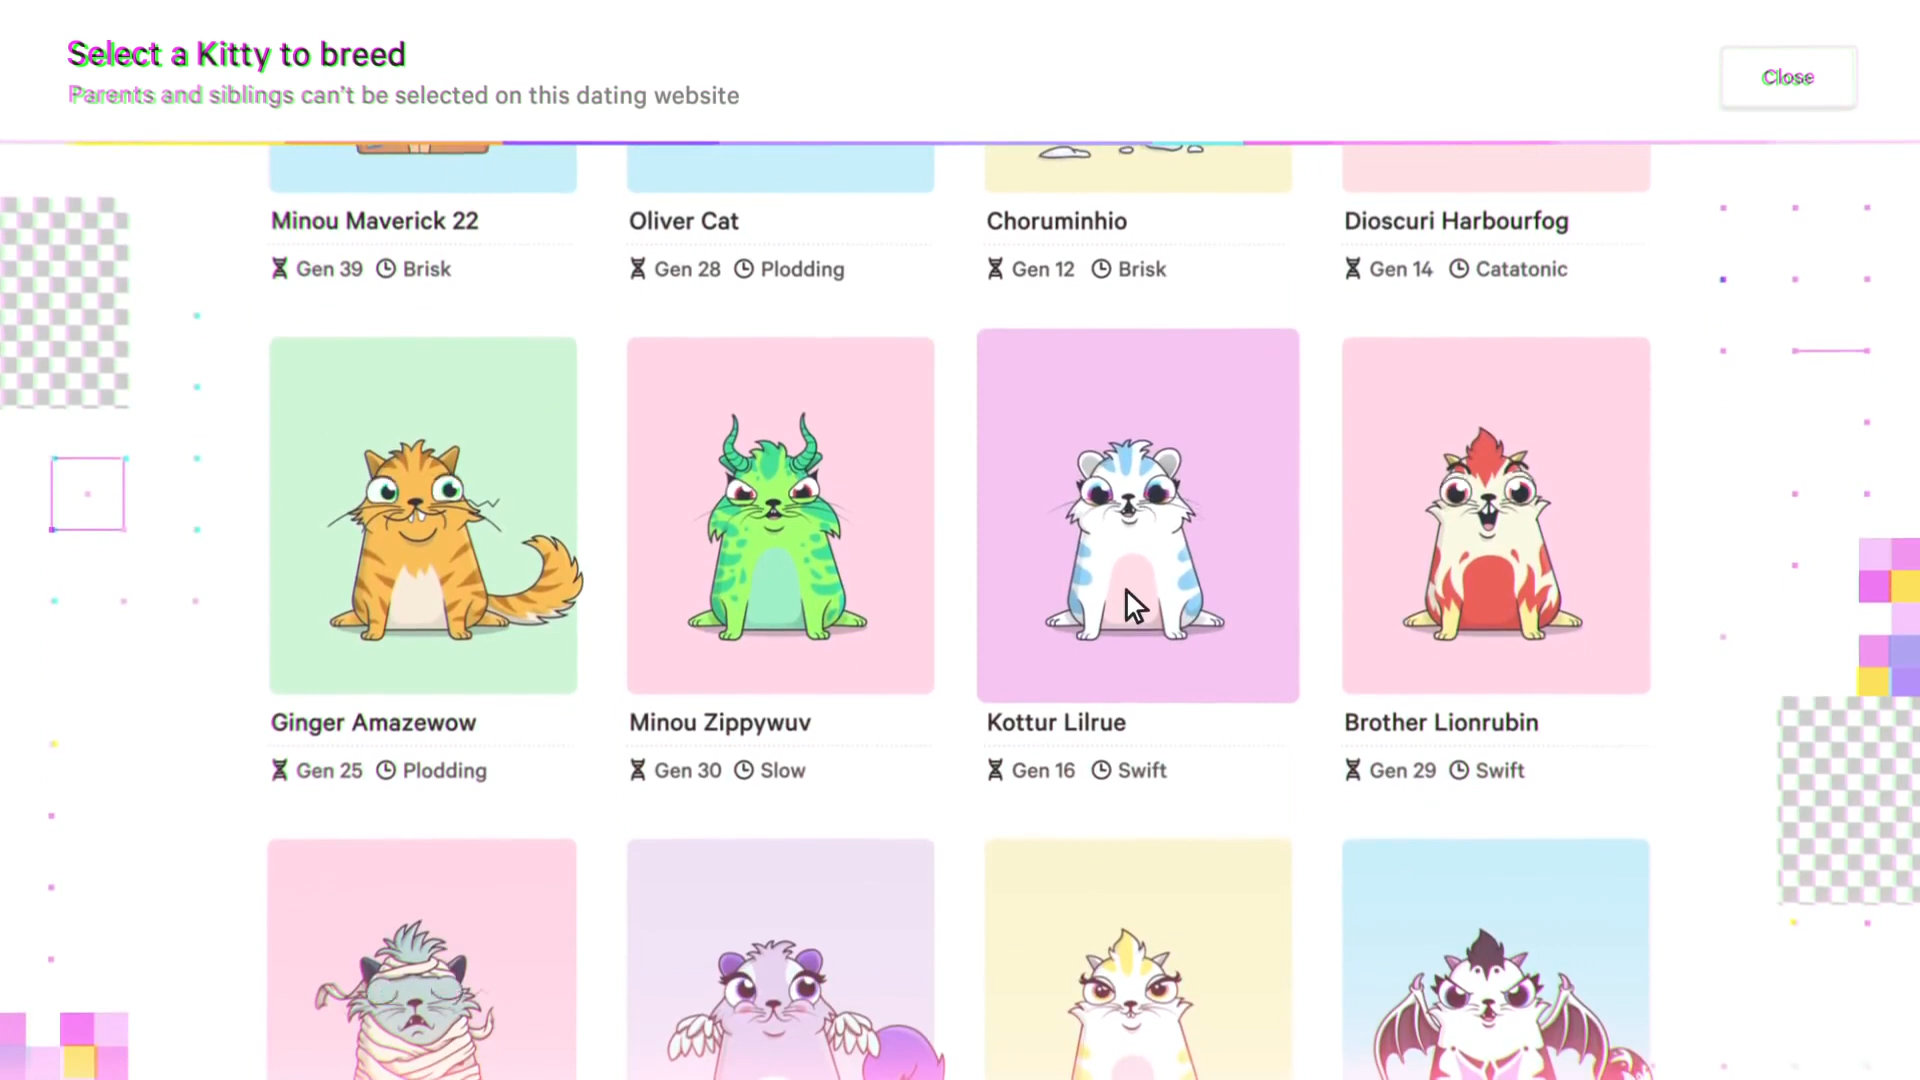 Select a Kitty to breed
Parents and siblings can't be selected on this dating website
Close
Minou Maverick 22
Oliver Cat
Choruminhio
Dioscuri Harbourfog
Gen 39 Brisk
Gen 28 Plodding
Gen 12 Brisk
Gen 14 Catatonic
Ginger Amazewow
Minou Zippywuv
Kottur Lilrue
Brother Lionrubin
Gen 25 Plodding
Gen 30 Slow
Gen 16 Swift
Gen 29 Swift